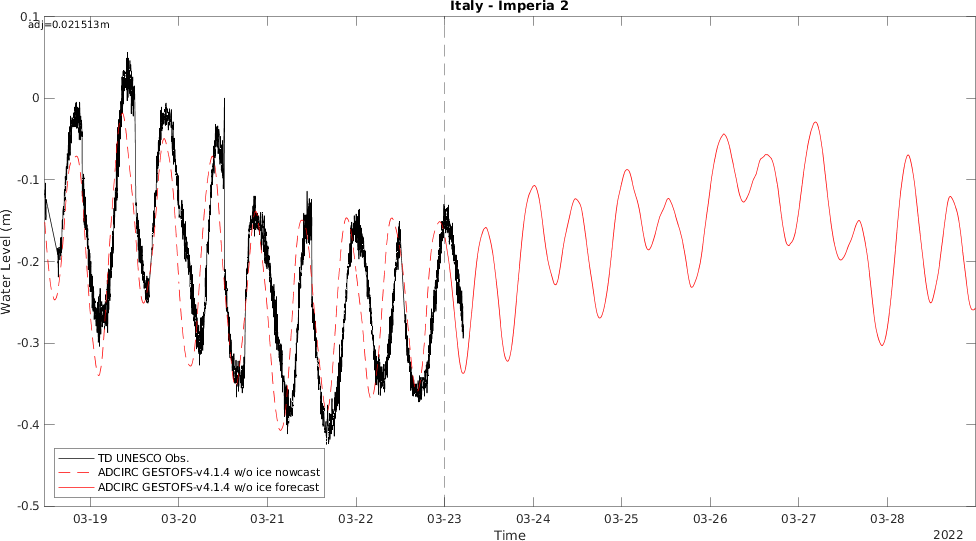 Italy - Imperia 2
adj=0.021513m
0.1
0
-0.1
-0.2
-0.3
-0.4
-0.5
Water Level (m)
TD UNESCO Obs.
ADCIRC GESTOFS-v4.1.4 w/o ice nowcast
ADCIRC GESTOFS-v4.1.4 w/o ice forecast
03-19 03-20 03-21 03-22 03-23 03-24 03-25 03-26 03-27 03-28
Time
2022